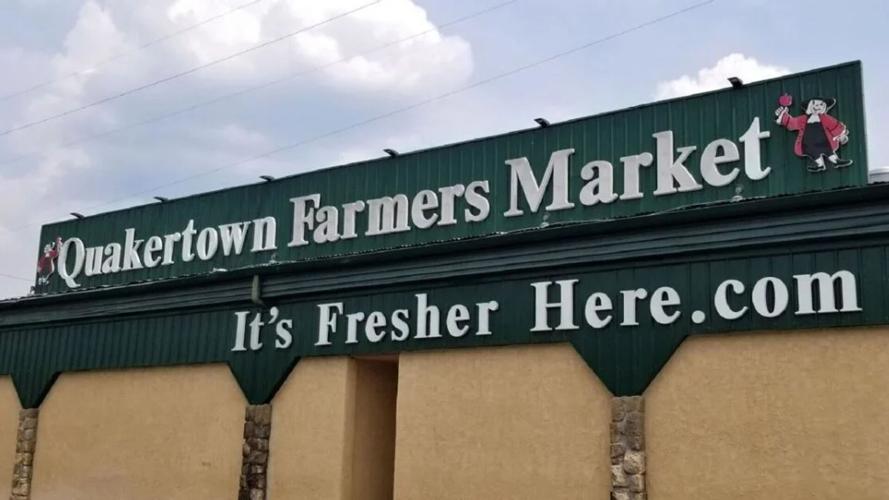 Quakertown Farmers Market
It's Fresher Here.com